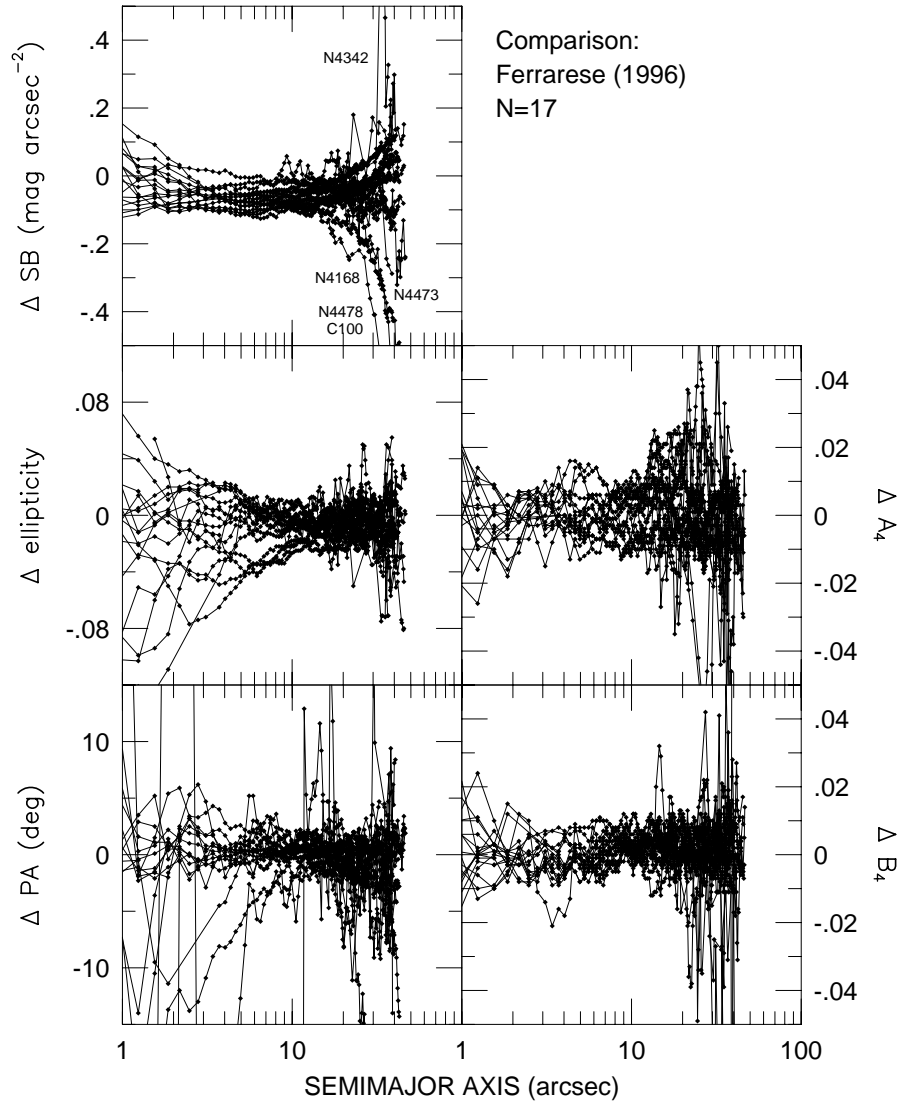 Comparison:
Ferrarese (1996)
N=17
Δ SB (mag arcsec⁻²)
.4
.2
0
-.2
-.4
N4342
N4168
N4473
N4478
C100
Δ ellipticity
.08
0
-.08
.04
.02
0
-.02
-.04
Δ A₄
Δ PA (deg)
10
0
-10
.04
.02
0
-.02
-.04
Δ B₄
1 10 1 10 100
SEMIMAJOR AXIS (arcsec)